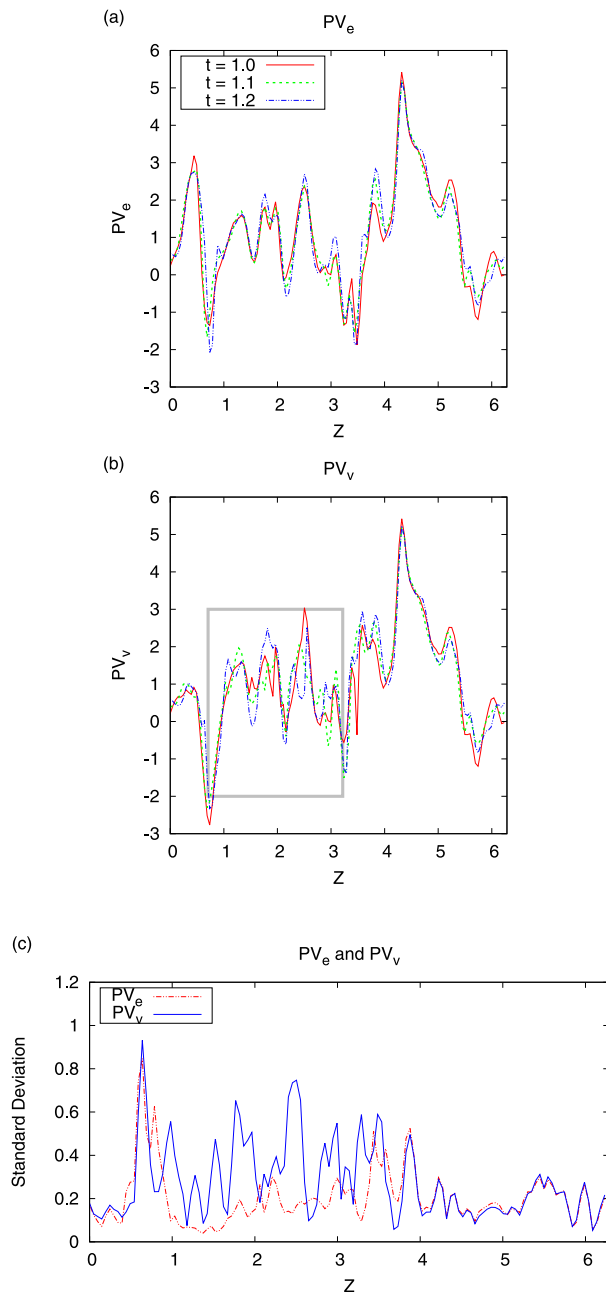 (a)
PVe
t = 1.0
t = 1.1
t = 1.2
6
5
4
3
2
1
0
-1
-2
-3
PVe
0 1 2 3 4 5 6
Z
(b)
PVv
6
5
4
3
2
1
0
-1
-2
-3
PVv
0 1 2 3 4 5 6
Z
(c)
PVe and PVv
PVe
PVv
1.2
1
0.8
0.6
0.4
0.2
0
Standard Deviation
0 1 2 3 4 5 6
Z